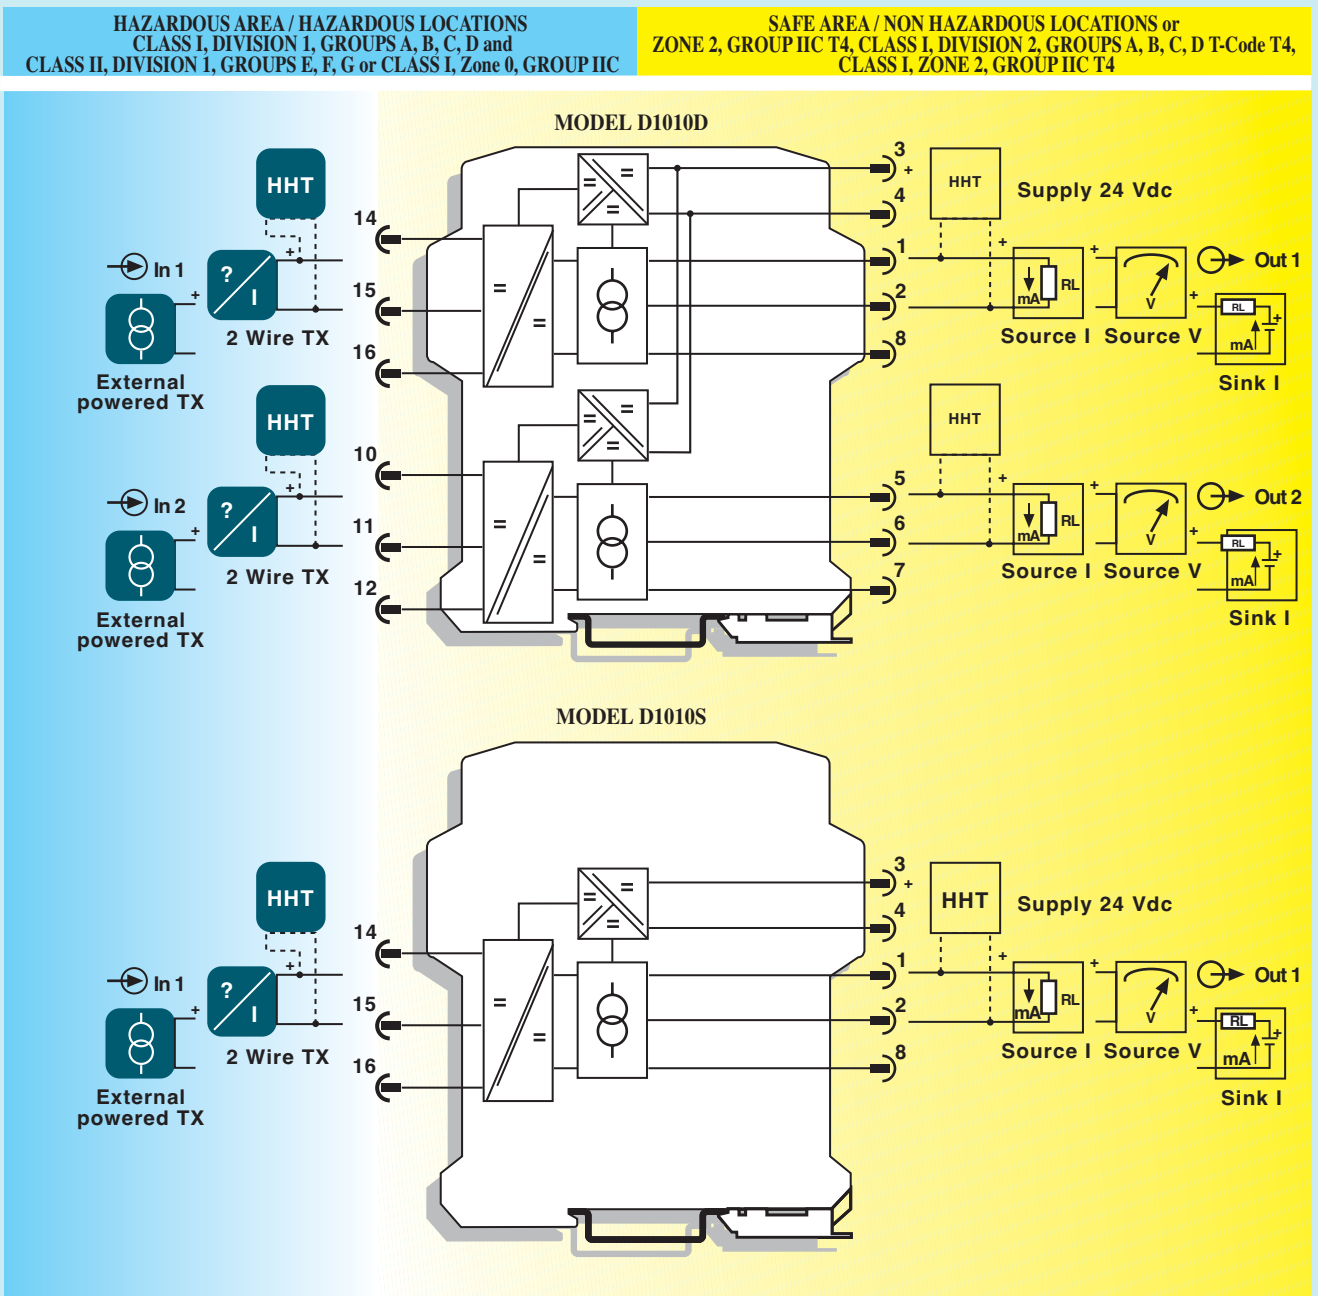 HAZARDOUS AREA / HAZARDOUS LOCATIONS
CLASS I, DIVISION 1, GROUPS A, B, C, D and
CLASS II, DIVISION 1, GROUPS E, F, G or CLASS I, Zone 0, GROUP IIC
SAFE AREA / NON HAZARDOUS LOCATIONS or
ZONE 2, GROUP IIC T4, CLASS I, DIVISION 2, GROUPS A, B, C, D T-Code T4,
CLASS I, ZONE 2, GROUP IIC T4
MODEL D1010D
HHT
14
In 1
+
? I
+
15
2 Wire TX
16
External
powered TX
= =
= = =
3
+
4
1
2
8
HHT
Supply 24 Vdc
+
mA
RL
Source I
+
V
Source V
Out 1
+
RL
+
mA
Sink I
HHT
10
In 2
+
? I
+
11
2 Wire TX
12
External
powered TX
= =
= = =
5
6
7
HHT
+
mA
RL
Source I
+
V
Source V
Out 2
+
RL
+
mA
Sink I
MODEL D1010S
HHT
14
In 1
+
? I
+
15
2 Wire TX
16
External
powered TX
= =
= = =
3
+
4
1
2
8
HHT
Supply 24 Vdc
+
mA
RL
Source I
+
V
Source V
Out 1
+
RL
+
mA
Sink I